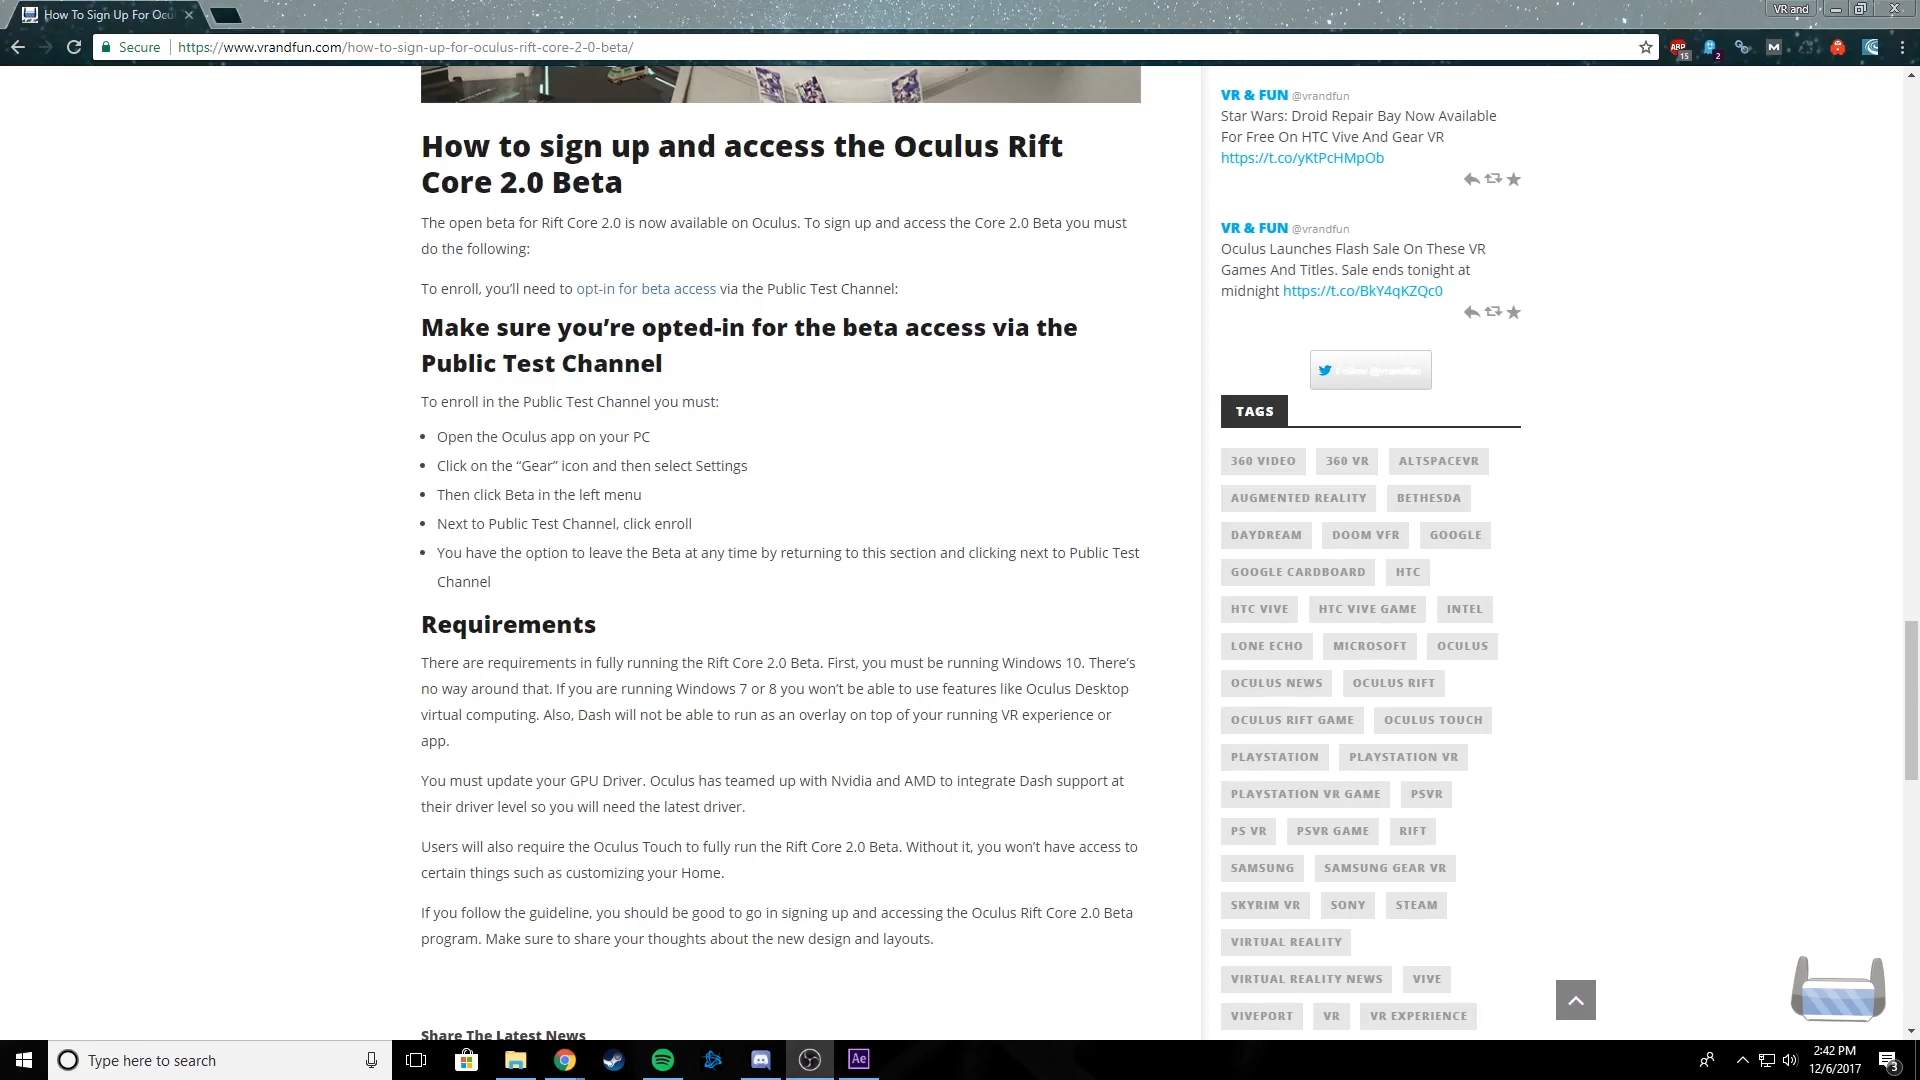 How To Sign Up For Ocu
VR and
Secure
https://www.vrandfun.com/how-to-sign-up-for-oculus-rift-core-2-0-beta/
ABP
15
2
M
How to sign up and access the Oculus Rift
Core 2.0 Beta
The open beta for Rift Core 2.0 is now available on Oculus. To sign up and access the Core 2.0 Beta you must
do the following:
To enroll, you’ll need to opt-in for beta access via the Public Test Channel:
Make sure you’re opted-in for the beta access via the
Public Test Channel
To enroll in the Public Test Channel you must:
Open the Oculus app on your PC
Click on the “Gear” icon and then select Settings
Then click Beta in the left menu
Next to Public Test Channel, click enroll
You have the option to leave the Beta at any time by returning to this section and clicking next to Public Test
Channel
Requirements
There are requirements in fully running the Rift Core 2.0 Beta. First, you must be running Windows 10. There’s
no way around that. If you are running Windows 7 or 8 you won’t be able to use features like Oculus Desktop
virtual computing. Also, Dash will not be able to run as an overlay on top of your running VR experience or
app.
You must update your GPU Driver. Oculus has teamed up with Nvidia and AMD to integrate Dash support at
their driver level so you will need the latest driver.
Users will also require the Oculus Touch to fully run the Rift Core 2.0 Beta. Without it, you won’t have access to
certain things such as customizing your Home.
If you follow the guideline, you should be good to go in signing up and accessing the Oculus Rift Core 2.0 Beta
program. Make sure to share your thoughts about the new design and layouts.
Share The Latest News
VR & FUN @vrandfun
Star Wars: Droid Repair Bay Now Available
For Free On HTC Vive And Gear VR
https://t.co/yKtPcHMpOb
VR & FUN @vrandfun
Oculus Launches Flash Sale On These VR
Games And Titles. Sale ends tonight at
midnight https://t.co/BkY4qKZQc0
Follow @vrandfun
TAGS
360 VIDEO 360 VR ALTSPACEVR
AUGMENTED REALITY BETHESDA
DAYDREAM DOOM VFR GOOGLE
GOOGLE CARDBOARD HTC
HTC VIVE HTC VIVE GAME INTEL
LONE ECHO MICROSOFT OCULUS
OCULUS NEWS OCULUS RIFT
OCULUS RIFT GAME OCULUS TOUCH
PLAYSTATION PLAYSTATION VR
PLAYSTATION VR GAME PSVR
PS VR PSVR GAME RIFT
SAMSUNG SAMSUNG GEAR VR
SKYRIM VR SONY STEAM
VIRTUAL REALITY
VIRTUAL REALITY NEWS VIVE
VIVEPORT VR VR EXPERIENCE
Type here to search
Ae
2:42 PM
12/6/2017
3